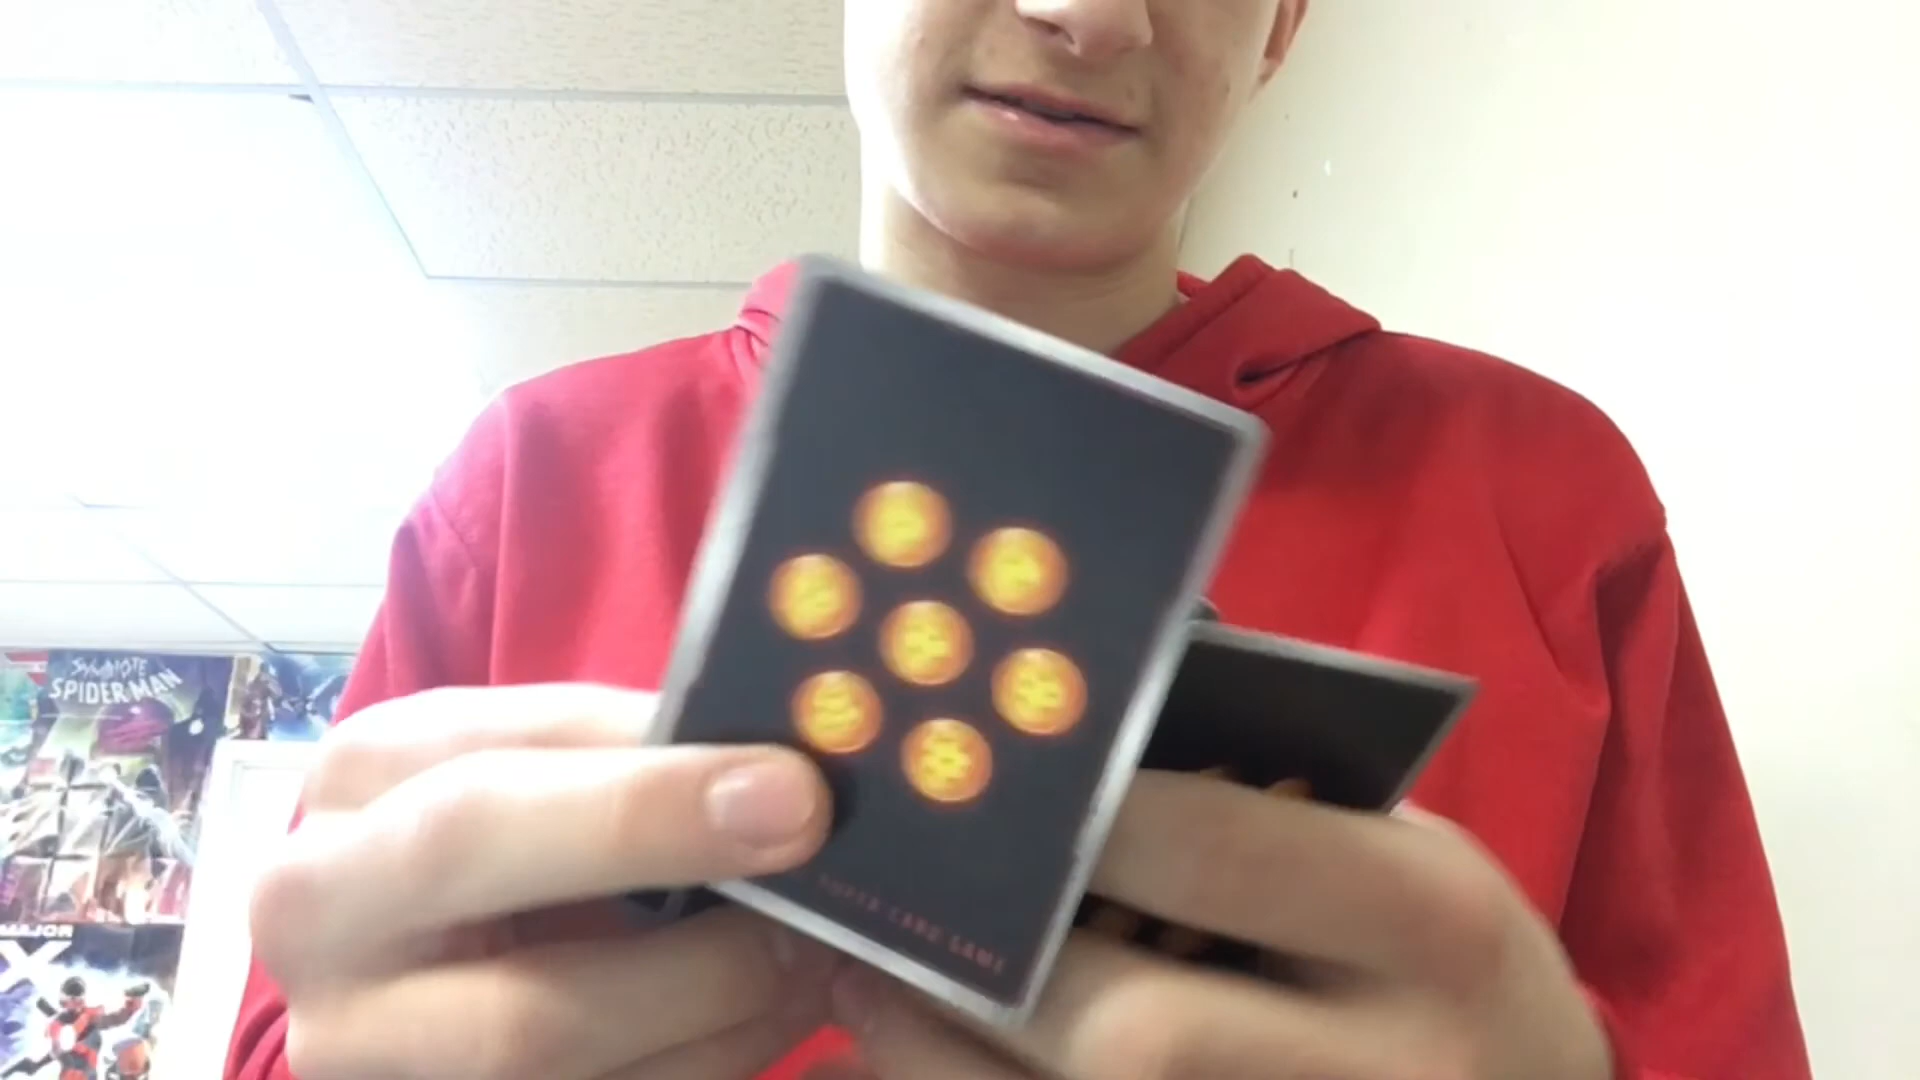 SYMBIOTE
SPIDER-MAN
MAJOR
X
SUPER CARD GAME